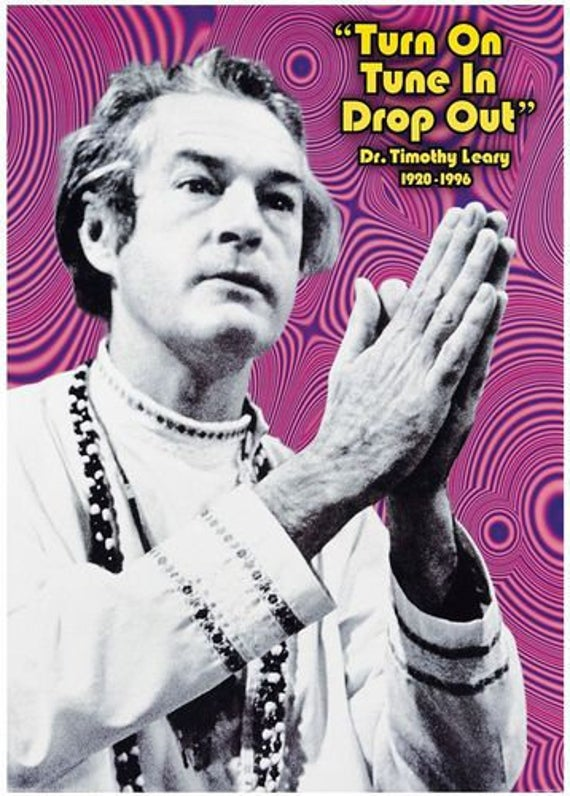 “Turn On
Tune In
Drop Out”
Dr. Timothy Leary
1920-1996